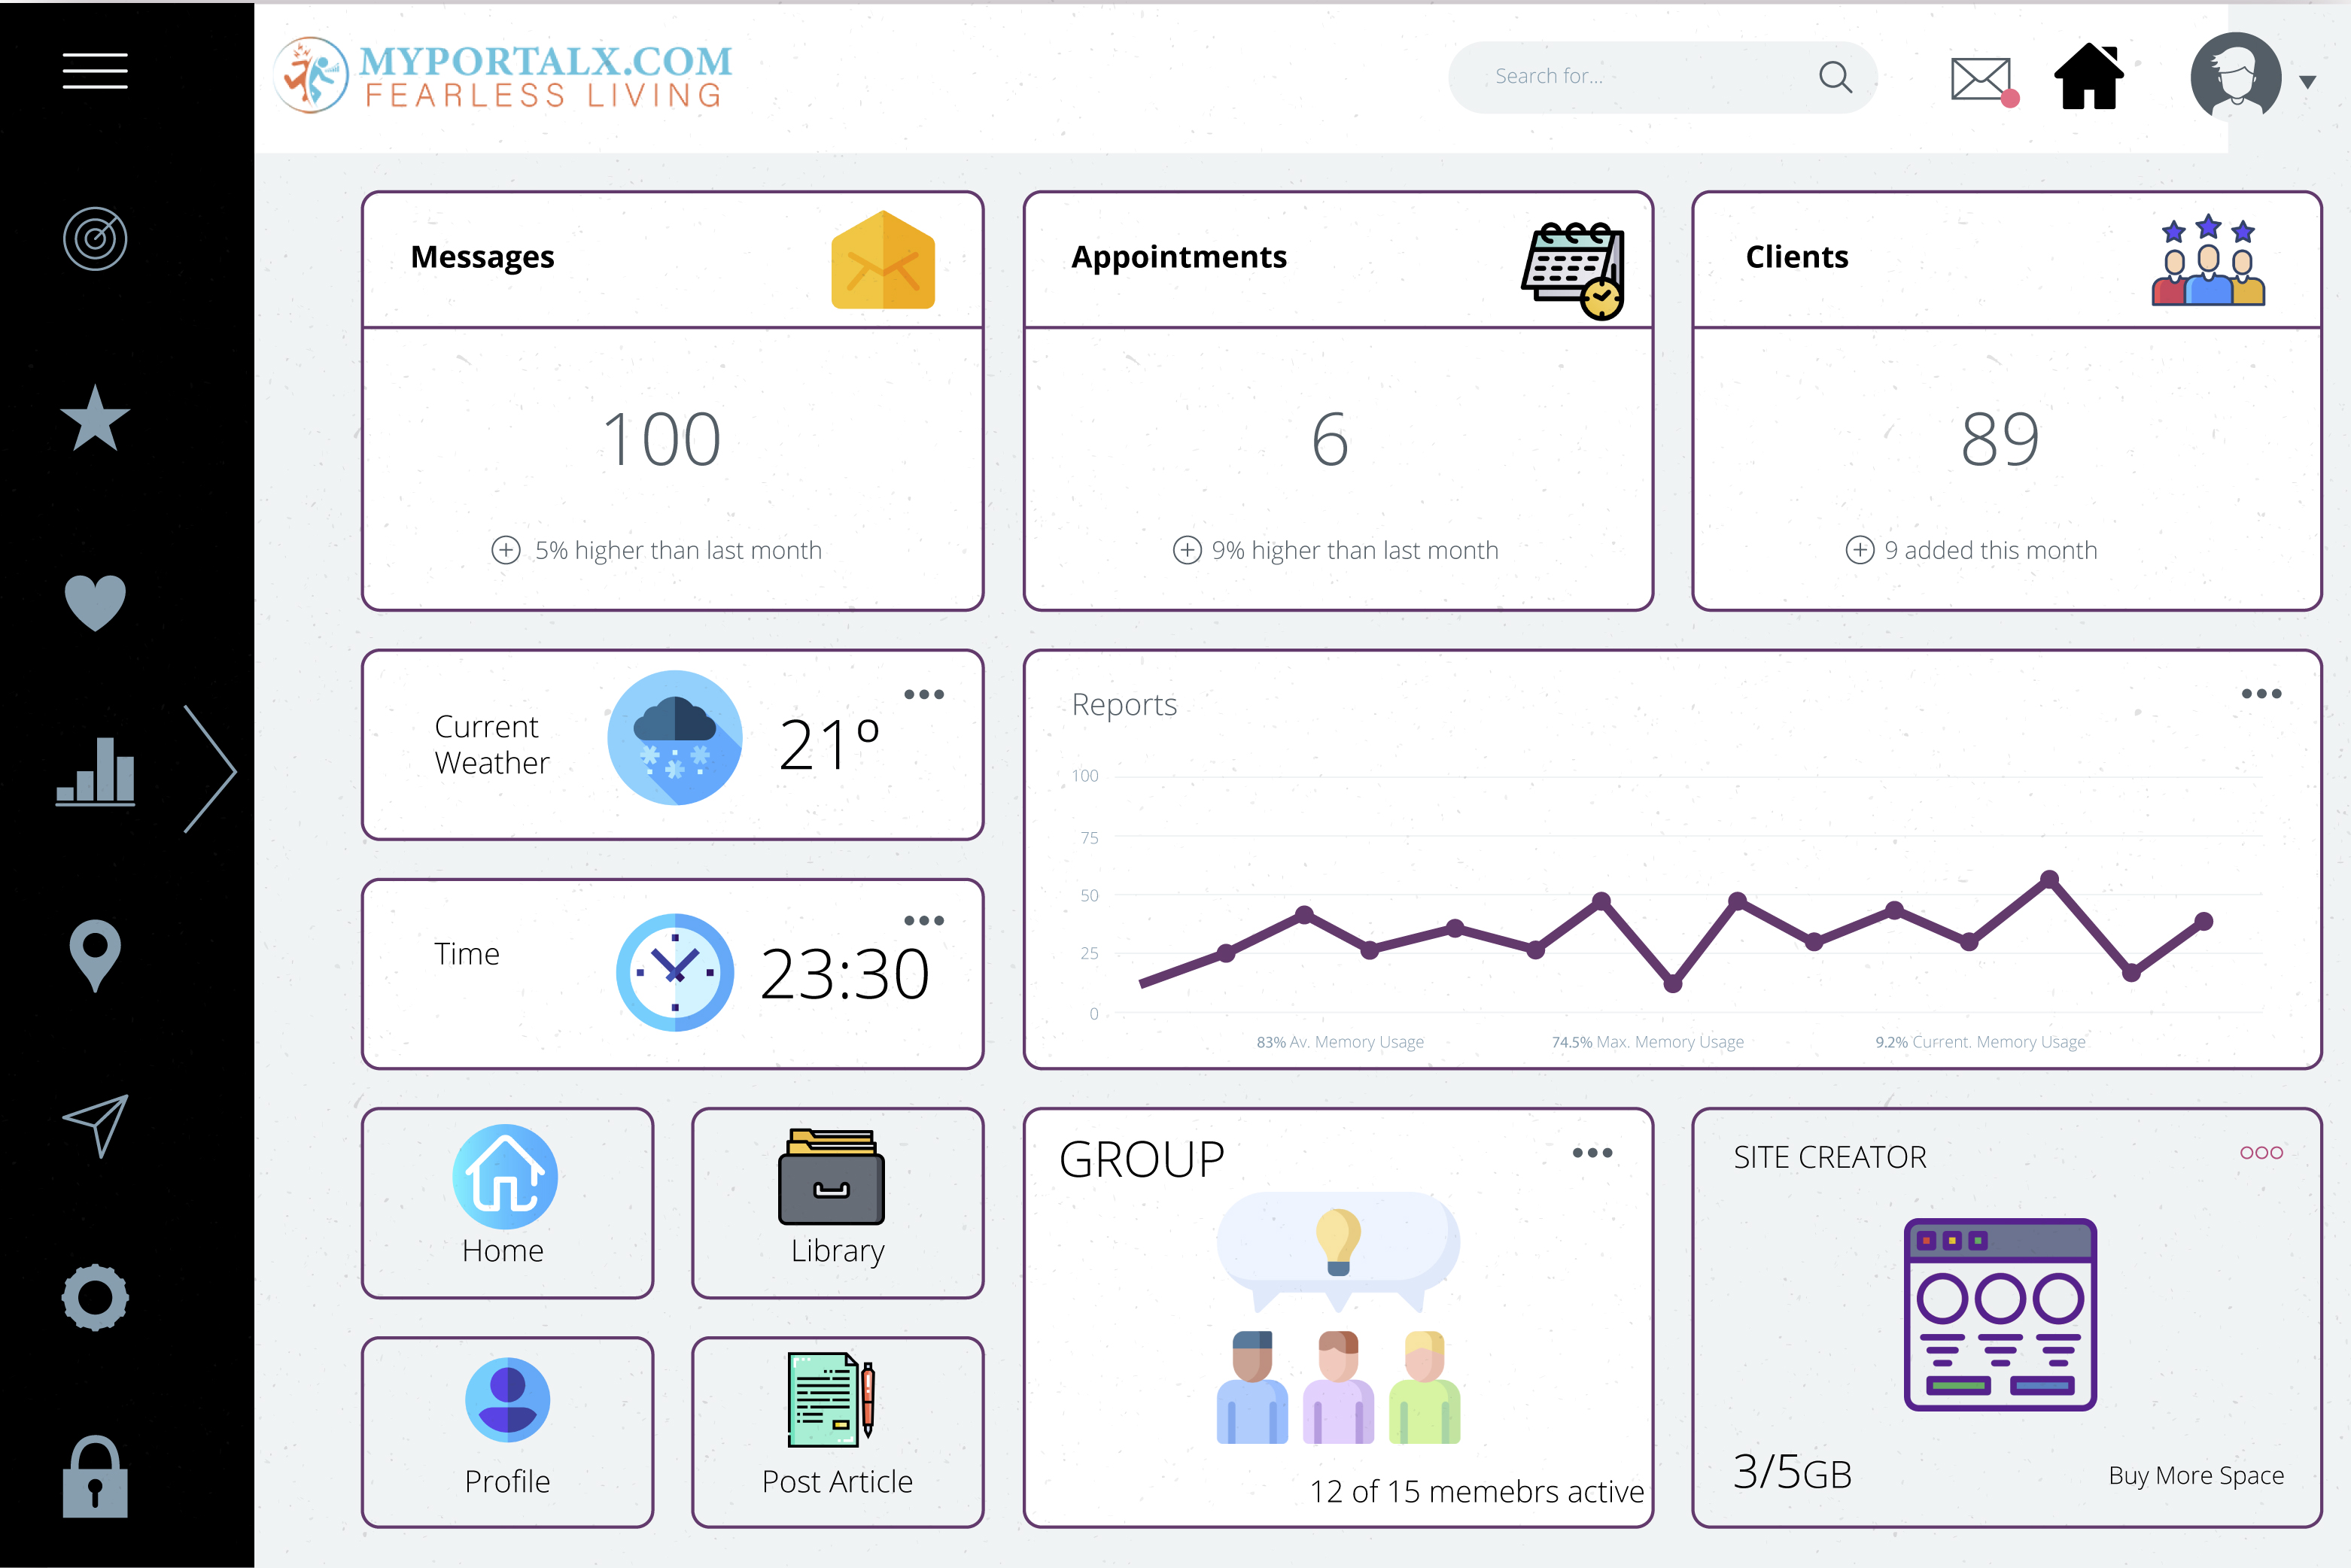 MYPORTALX.COM
FEARLESS LIVING
Search for...
Messages
100
5% higher than last month
Appointments
6
9% higher than last month
Clients
89
9 added this month
Current
Weather
21º
Time
23:30
Reports
100
75
50
25
0
83% Av. Memory Usage
74.5% Max. Memory Usage
9.2% Current. Memory Usage
Home
Library
Profile
Post Article
GROUP
12 of 15 memebrs active
SITE CREATOR
3/5GB
Buy More Space